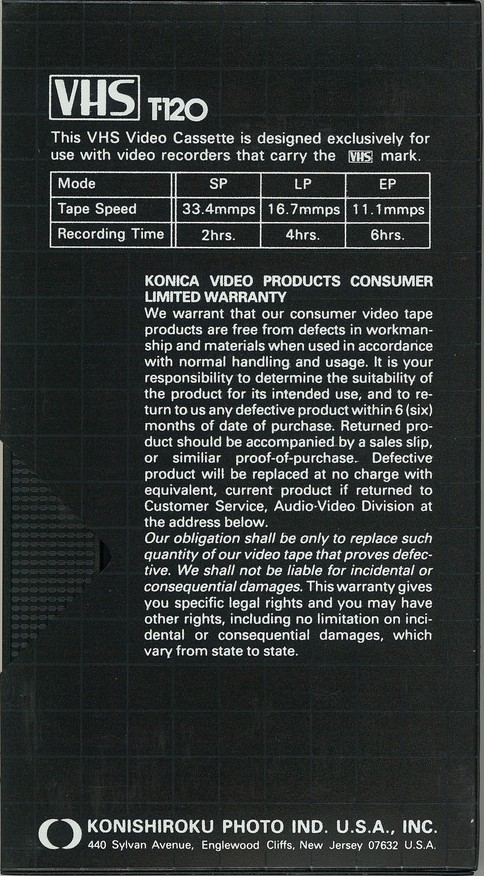 VHS T-120
This VHS Video Cassette is designed exclusively for
use with video recorders that carry the VHS mark.
Mode SP LP EP
Tape Speed 33.4mmps 16.7mmps 11.1mmps
Recording Time 2hrs. 4hrs. 6hrs.
KONICA VIDEO PRODUCTS CONSUMER
LIMITED WARRANTY
We warrant that our consumer video tape
products are free from defects in workman-
ship and materials when used in accordance
with normal handling and usage. It is your
responsibility to determine the suitability of
the product for its intended use, and to re-
turn to us any defective product within 6 (six)
months of date of purchase. Returned pro-
duct should be accompanied by a sales slip,
or similiar proof-of-purchase. Defective
product will be replaced at no charge with
equivalent, current product if returned to
Customer Service, Audio-Video Division at
the address below.
Our obligation shall be only to replace such
quantity of our video tape that proves defec-
tive. We shall not be liable for incidental or
consequential damages. This warranty gives
you specific legal rights and you may have
other rights, including no limitation on inci-
dental or consequential damages, which
vary from state to state.
KONISHIROKU PHOTO IND. U.S.A., INC.
440 Sylvan Avenue, Englewood Cliffs, New Jersey 07632 U.S.A.